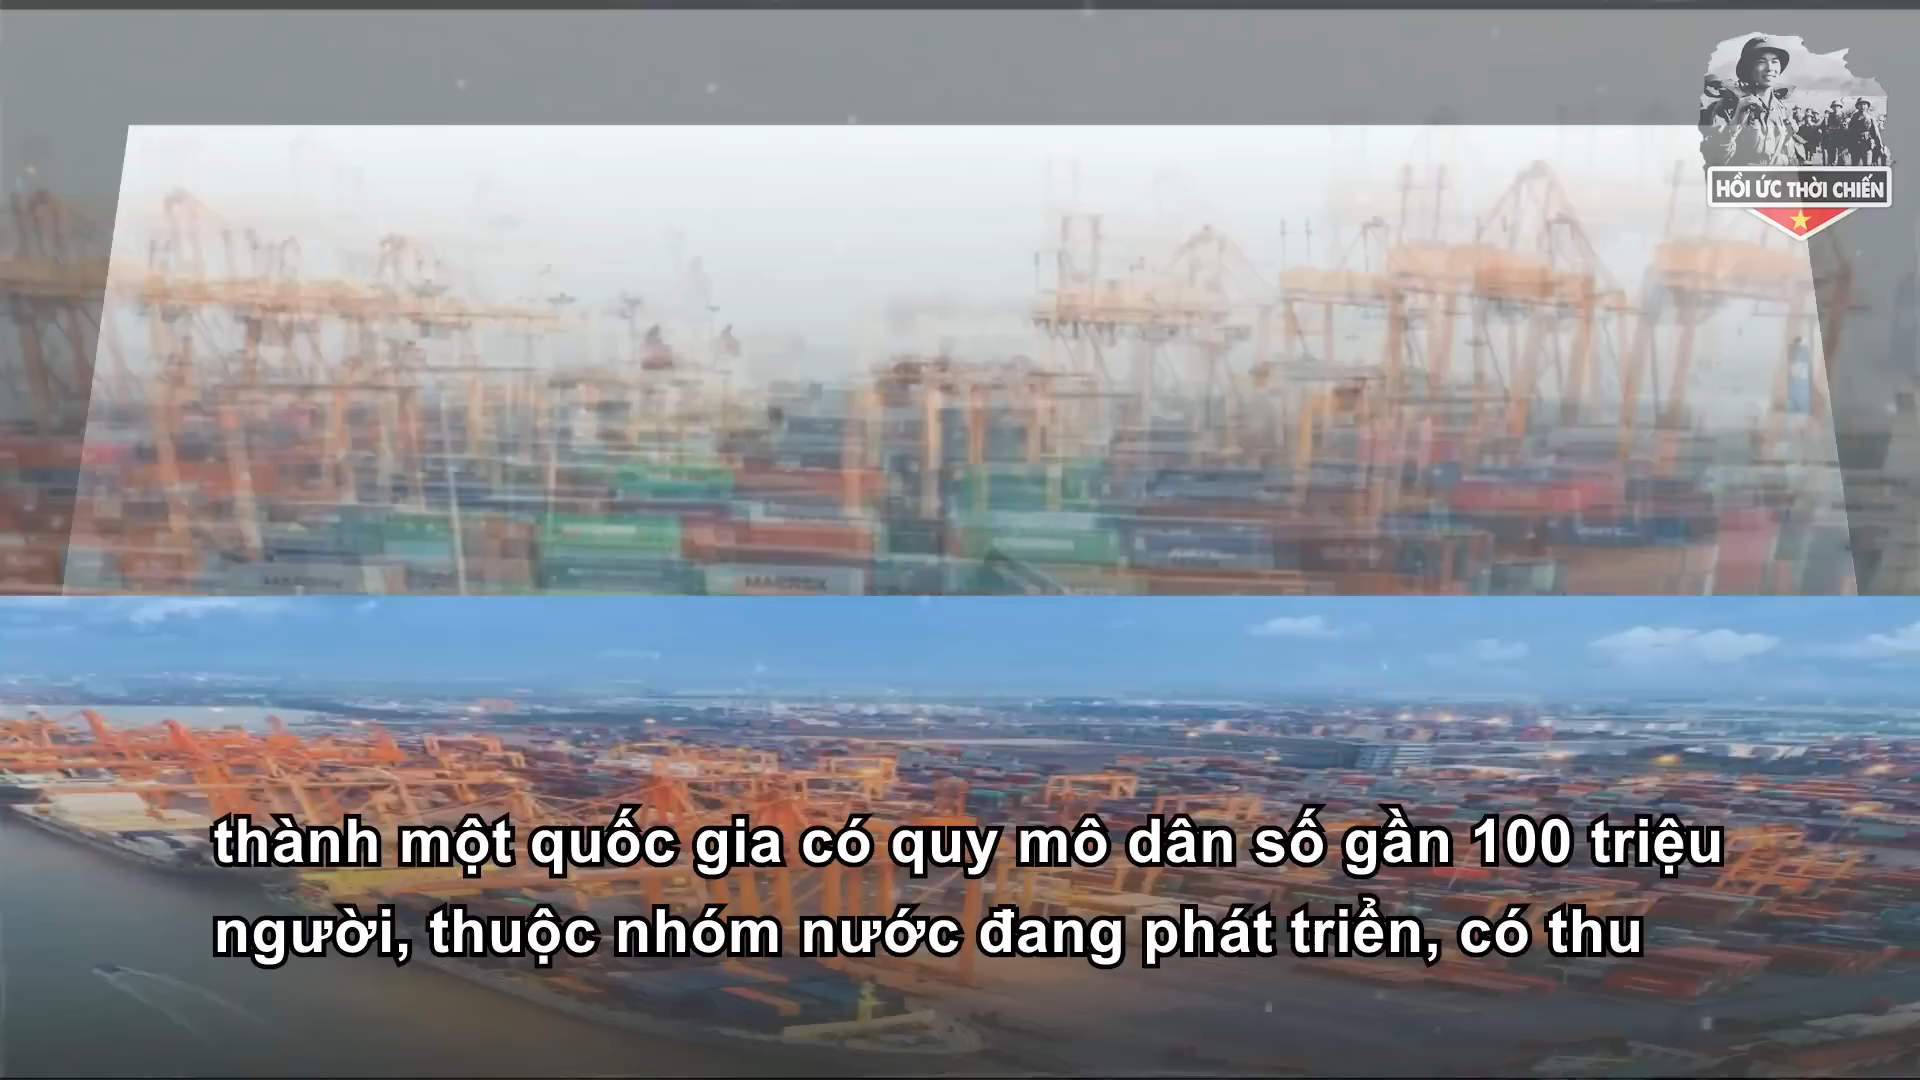 HỒI ỨC THỜI CHIẾN
thành một quốc gia có quy mô dân số gần 100 triệu
người, thuộc nhóm nước đang phát triển, có thu